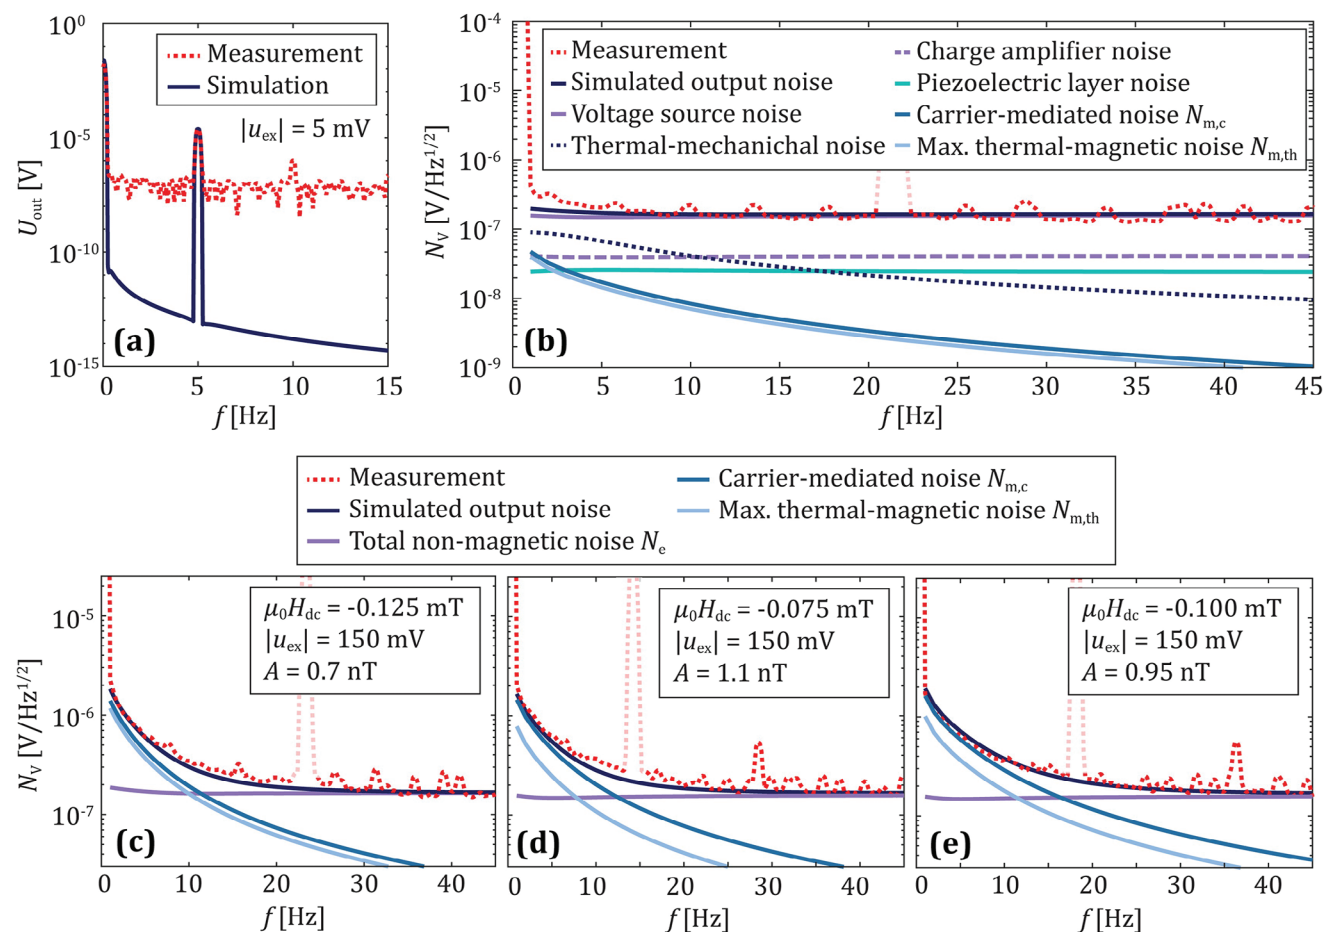 10⁰
10⁻⁵
10⁻¹⁰
10⁻¹⁵
U_out [V]
Measurement
Simulation
|u_ex| = 5 mV
(a)
0 5 10 15
f [Hz]
10⁻⁴
10⁻⁵
10⁻⁶
10⁻⁷
10⁻⁸
10⁻⁹
N_V [V/Hz^1/2]
Measurement
Simulated output noise
Voltage source noise
Thermal-mechanichal noise
Charge amplifier noise
Piezoelectric layer noise
Carrier-mediated noise N_m,c
Max. thermal-magnetic noise N_m,th
(b)
0 5 10 15 20 25 30 35 40 45
f [Hz]
Measurement
Simulated output noise
Total non-magnetic noise N_e
Carrier-mediated noise N_m,c
Max. thermal-magnetic noise N_m,th
10⁻⁵
10⁻⁶
10⁻⁷
N_V [V/Hz^1/2]
μ₀H_dc = -0.125 mT
|u_ex| = 150 mV
A = 0.7 nT
(c)
0 10 20 30 40
f [Hz]
μ₀H_dc = -0.075 mT
|u_ex| = 150 mV
A = 1.1 nT
(d)
0 10 20 30 40
f [Hz]
μ₀H_dc = -0.100 mT
|u_ex| = 150 mV
A = 0.95 nT
(e)
0 10 20 30 40
f [Hz]